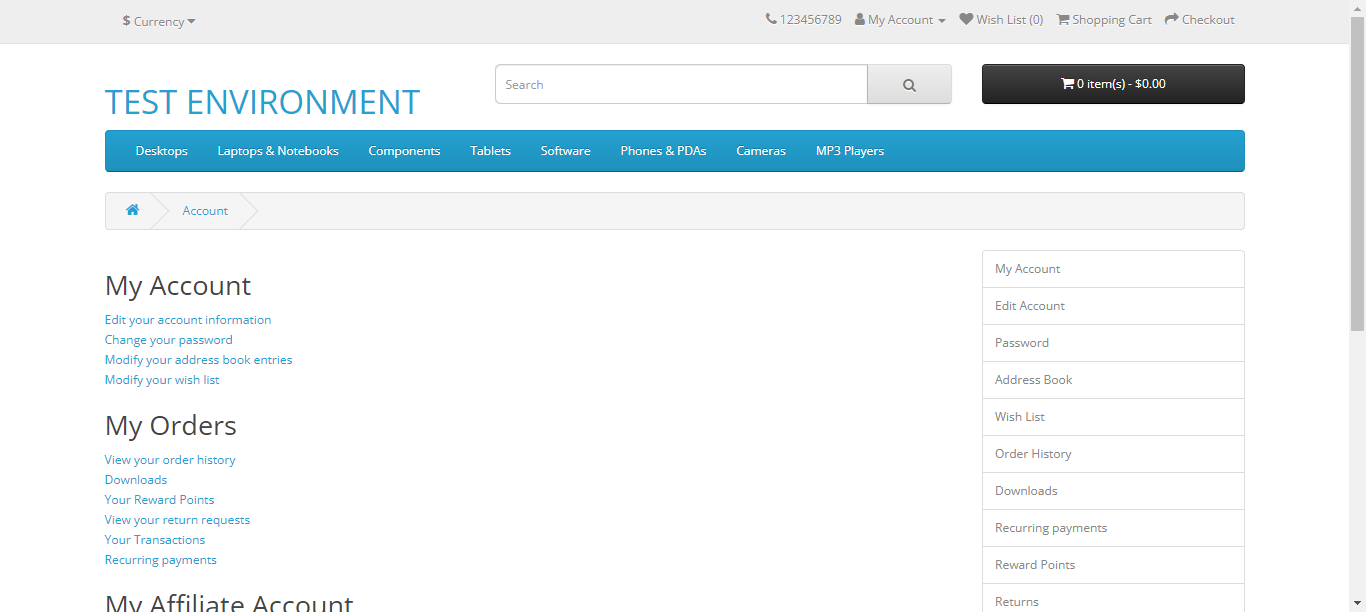 $ Currency
123456789 My Account Wish List (0) Shopping Cart Checkout
TEST ENVIRONMENT
Search
0 item(s) - $0.00
Desktops Laptops & Notebooks Components Tablets Software Phones & PDAs Cameras MP3 Players
Account
My Account
Edit your account information
Change your password
Modify your address book entries
Modify your wish list
My Orders
View your order history
Downloads
Your Reward Points
View your return requests
Your Transactions
Recurring payments
My Affiliate Account
My Account
Edit Account
Password
Address Book
Wish List
Order History
Downloads
Recurring payments
Reward Points
Returns